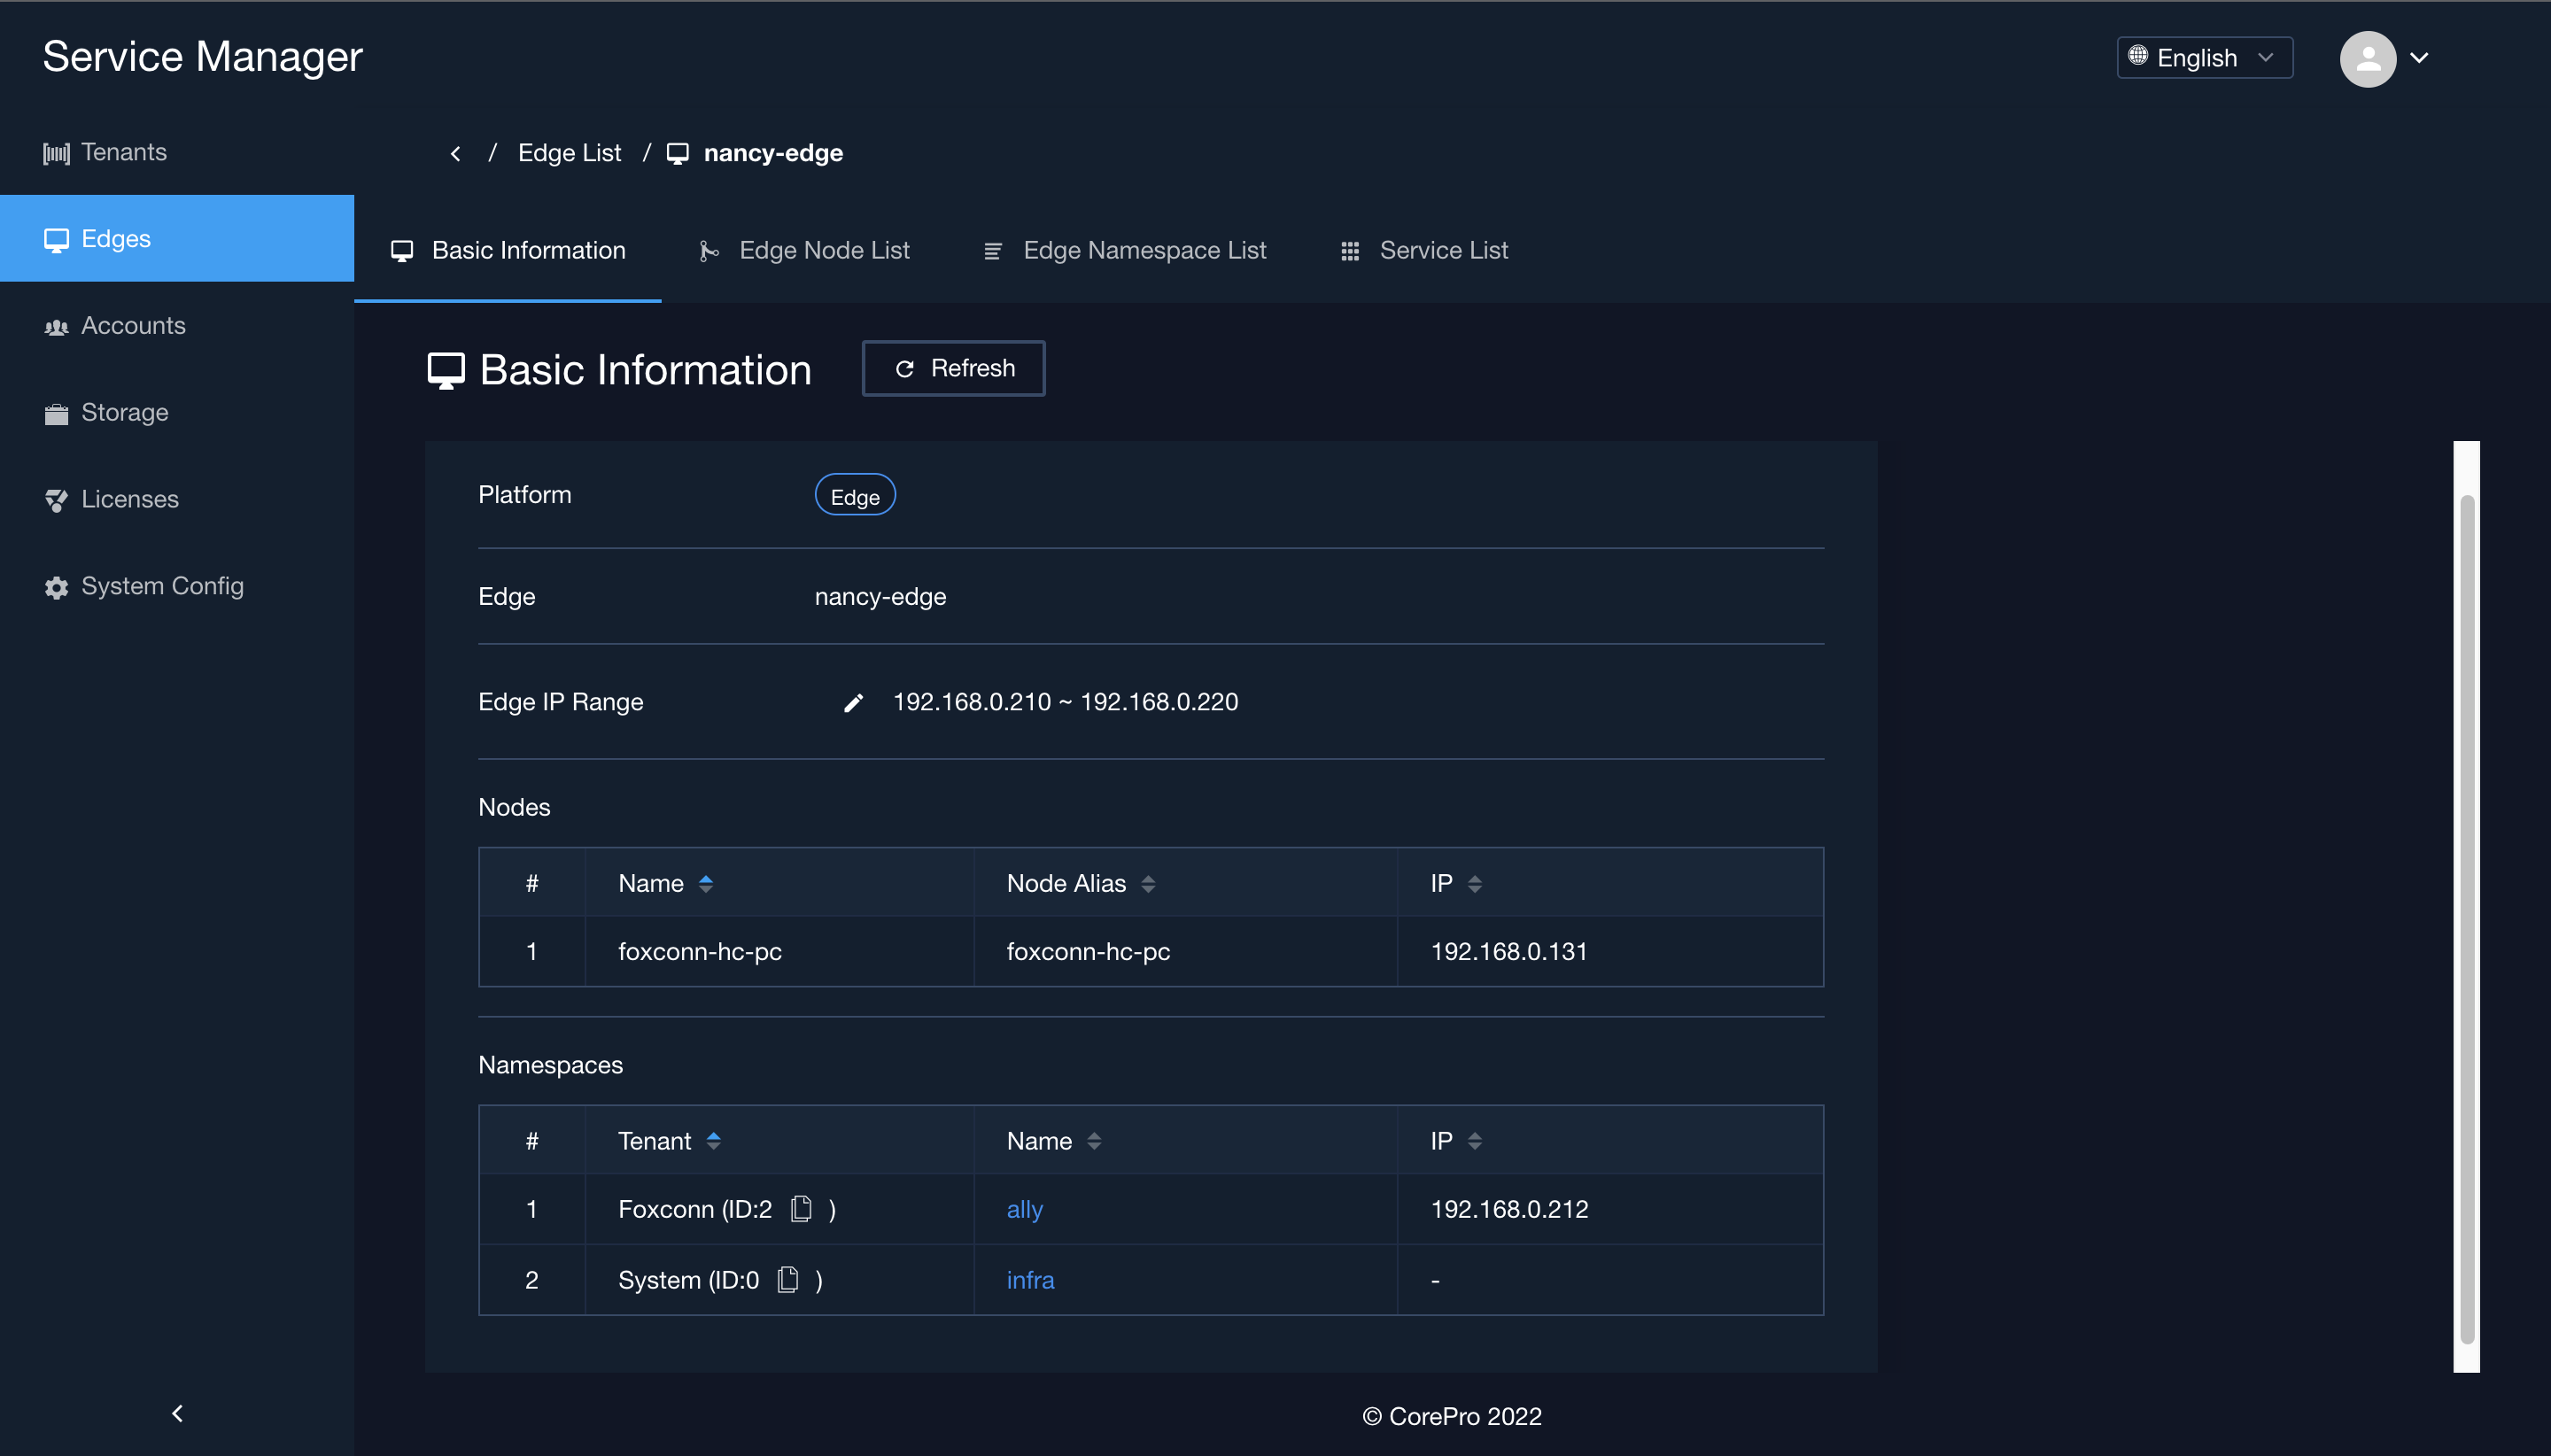 Service Manager
English
Tenants
Edges
Accounts
Storage
Licenses
System Config
/ Edge List / nancy-edge
Basic Information
Edge Node List
Edge Namespace List
Service List
Basic Information
Refresh
Platform Edge
Edge nancy-edge
Edge IP Range 192.168.0.210 ~ 192.168.0.220
Nodes
# Name Node Alias IP
1 foxconn-hc-pc foxconn-hc-pc 192.168.0.131
Namespaces
# Tenant Name IP
1 Foxconn (ID:2 ) ally 192.168.0.212
2 System (ID:0 ) infra -
© CorePro 2022